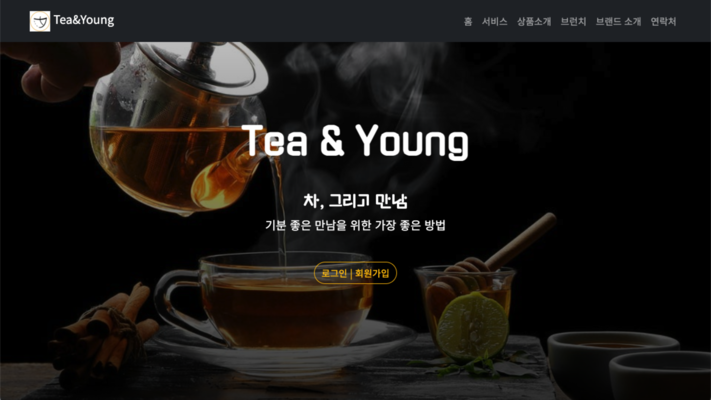 Tea&Young
홈 서비스 상품소개 브런치 브랜드 소개 연락처
Tea & Young
차, 그리고 만남
기분 좋은 만남을 위한 가장 좋은 방법
로그인 | 회원가입